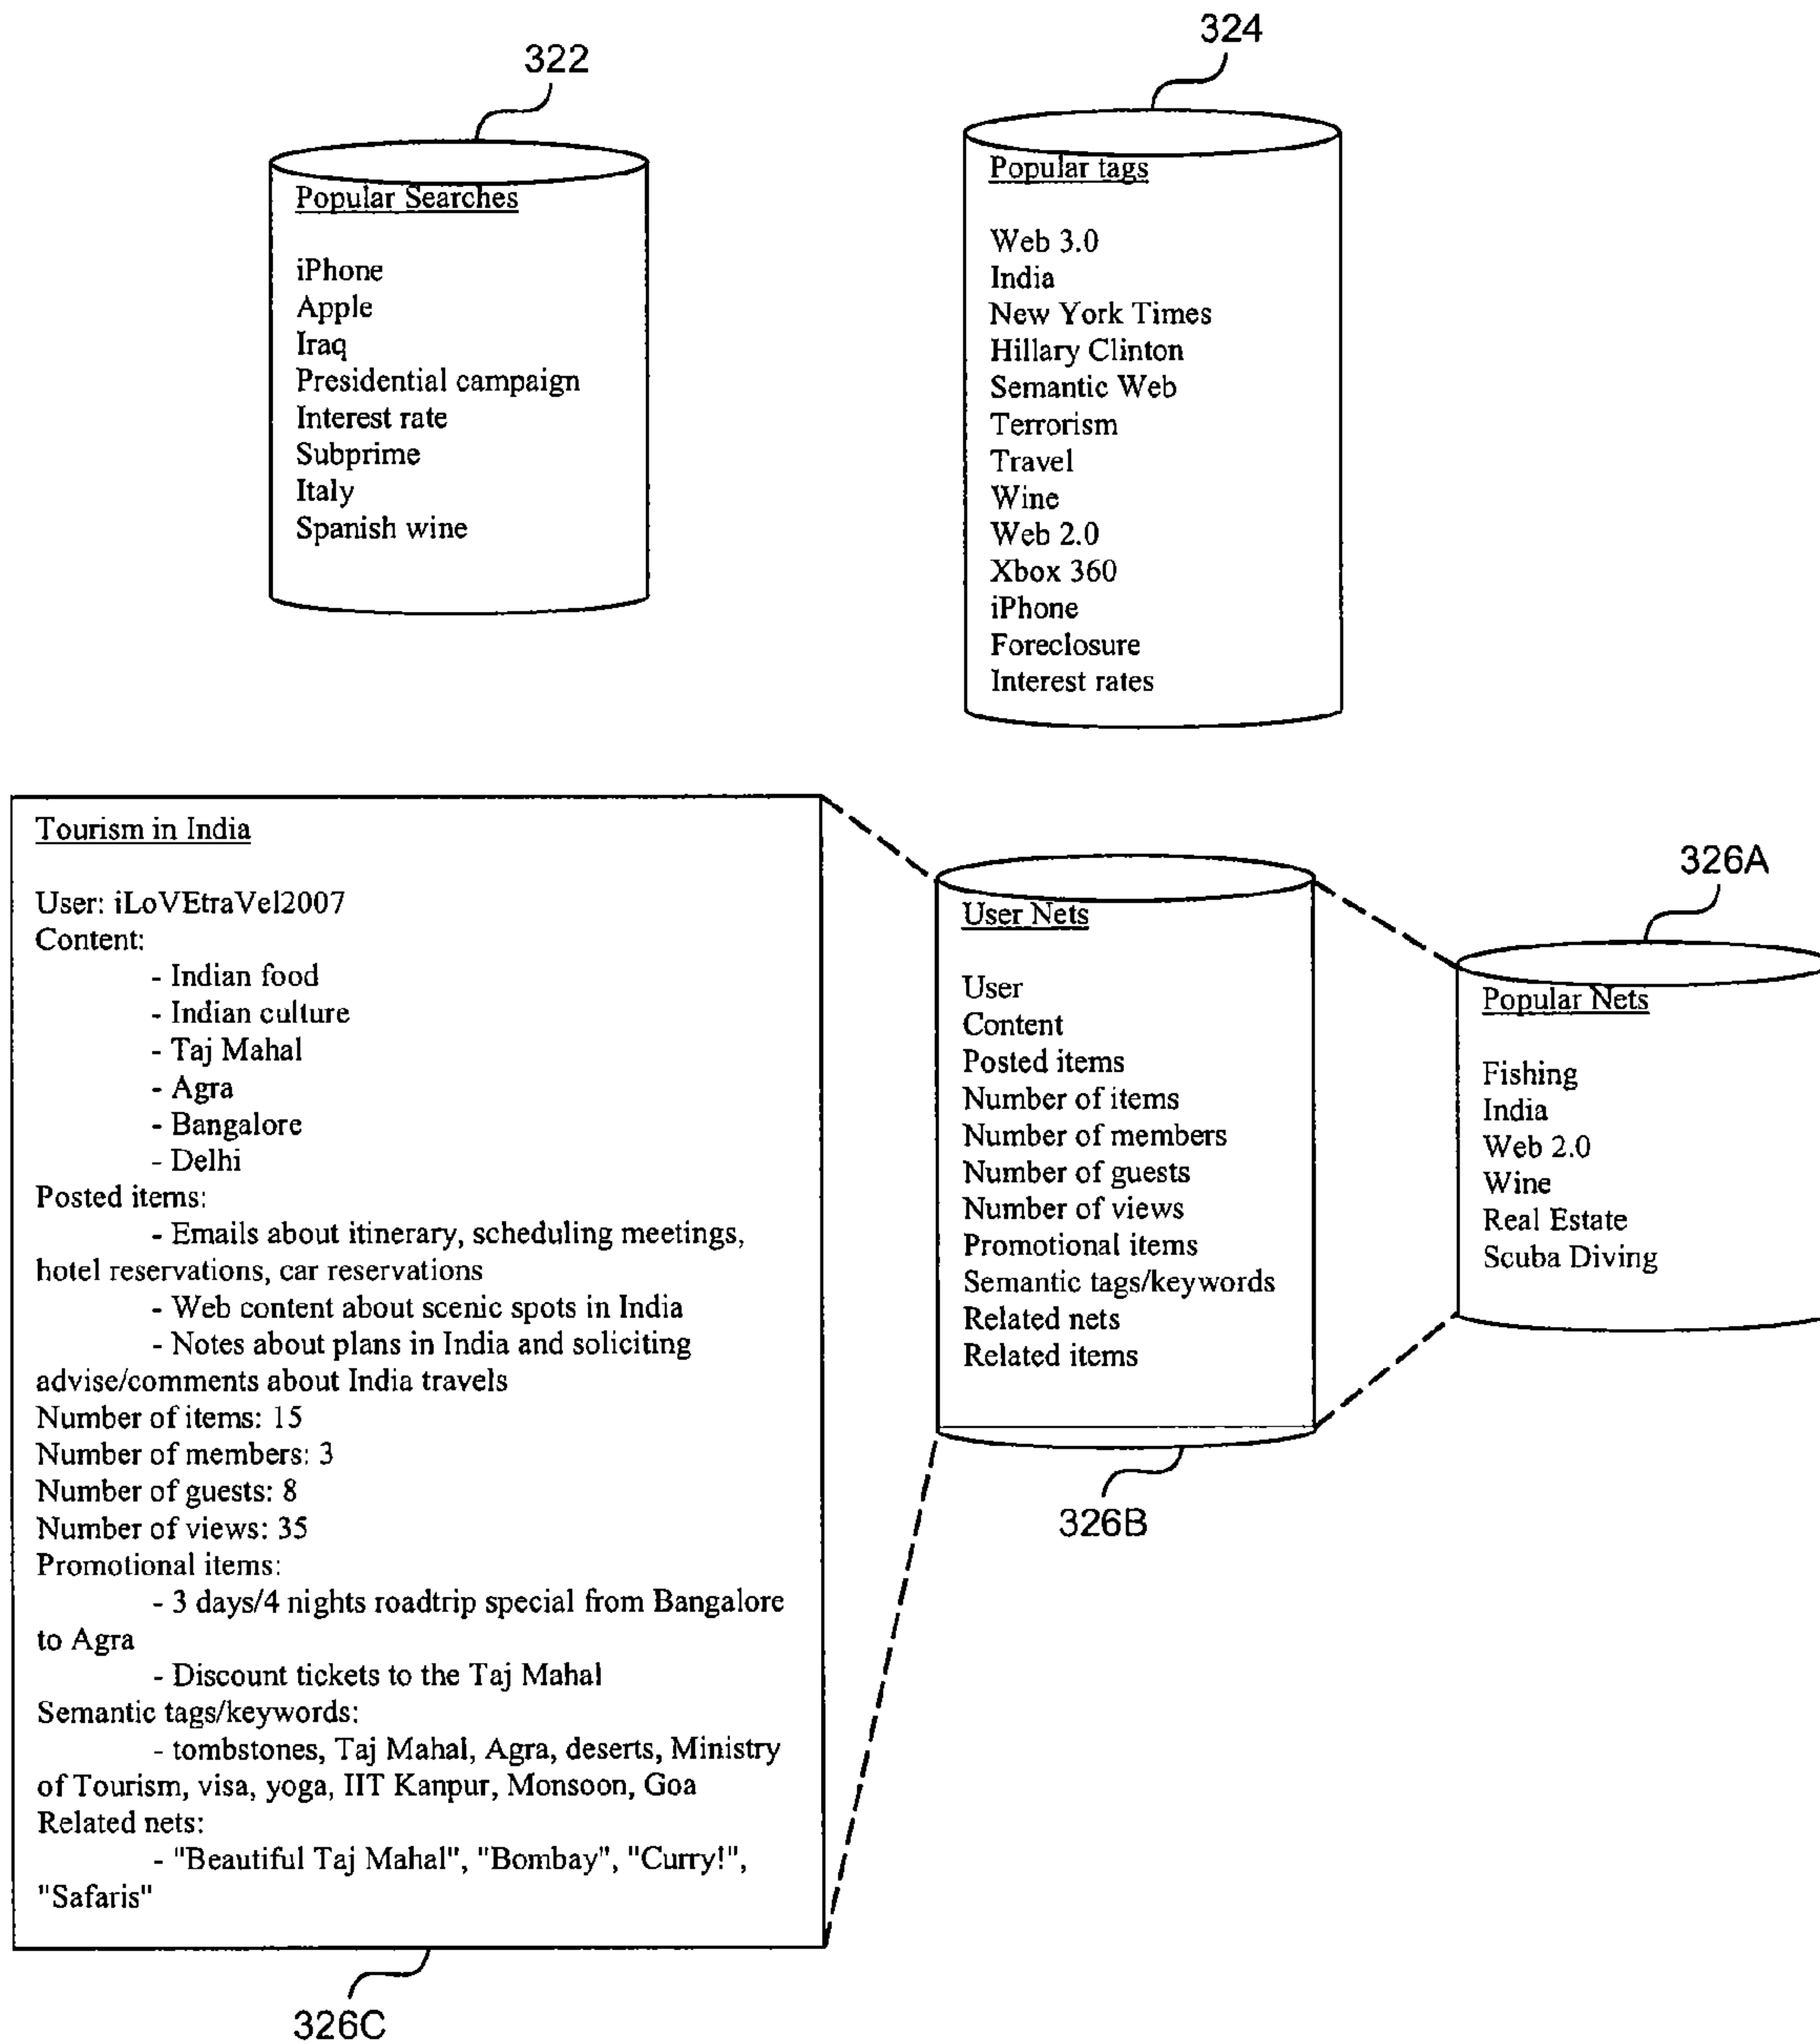 322
Popular Searches
iPhone
Apple
Iraq
Presidential campaign
Interest rate
Subprime
Italy
Spanish wine
324
Popular tags
Web 3.0
India
New York Times
Hillary Clinton
Semantic Web
Terrorism
Travel
Wine
Web 2.0
Xbox 360
iPhone
Foreclosure
Interest rates
Tourism in India
User: iLoVEtraVel2007
Content:
- Indian food
- Indian culture
- Taj Mahal
- Agra
- Bangalore
- Delhi
Posted items:
- Emails about itinerary, scheduling meetings,
hotel reservations, car reservations
- Web content about scenic spots in India
- Notes about plans in India and soliciting
advise/comments about India travels
Number of items: 15
Number of members: 3
Number of guests: 8
Number of views: 35
Promotional items:
- 3 days/4 nights roadtrip special from Bangalore
to Agra
- Discount tickets to the Taj Mahal
Semantic tags/keywords:
- tombstones, Taj Mahal, Agra, deserts, Ministry
of Tourism, visa, yoga, IIT Kanpur, Monsoon, Goa
Related nets:
- "Beautiful Taj Mahal", "Bombay", "Curry!",
"Safaris"
326C
User Nets
User
Content
Posted items
Number of items
Number of members
Number of guests
Number of views
Promotional items
Semantic tags/keywords
Related nets
Related items
326B
326A
Popular Nets
Fishing
India
Web 2.0
Wine
Real Estate
Scuba Diving